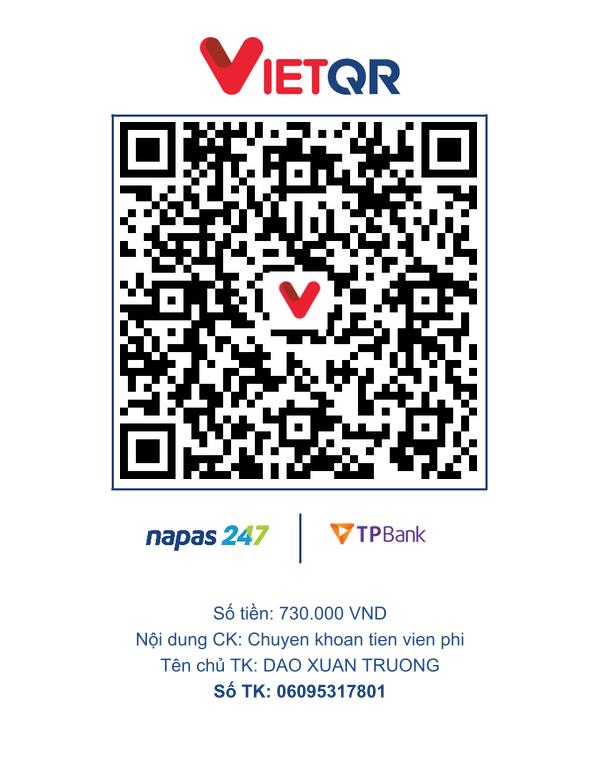 VIETQR
napas 247
TPBank
Số tiền: 730.000 VND
Nội dung CK: Chuyen khoan tien vien phi
Tên chủ TK: DAO XUAN TRUONG
Số TK: 06095317801